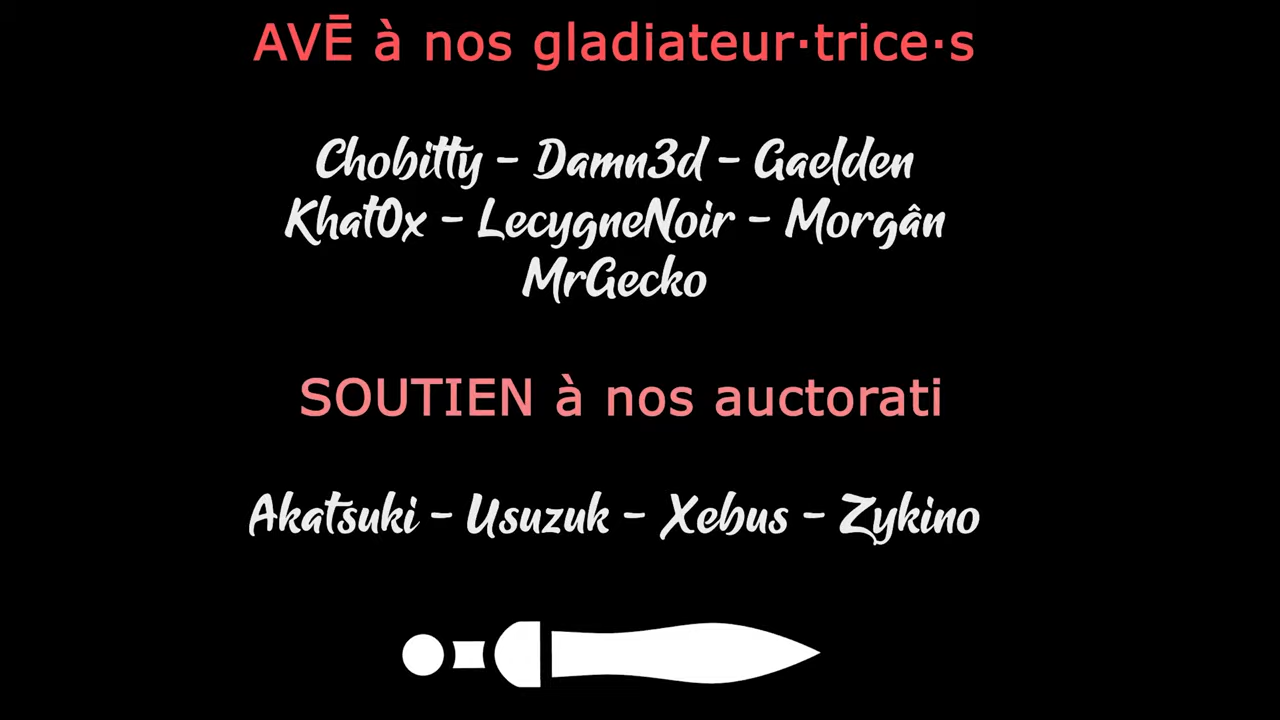 AVĒ à nos gladiateur·trice·s
Chobitty - Damn3d - Gaelden
Khat0x - LecygneNoir - Morgân
MrGecko
SOUTIEN à nos auctorati
Akatsuki - Usuzuk - Xebus - Zykino